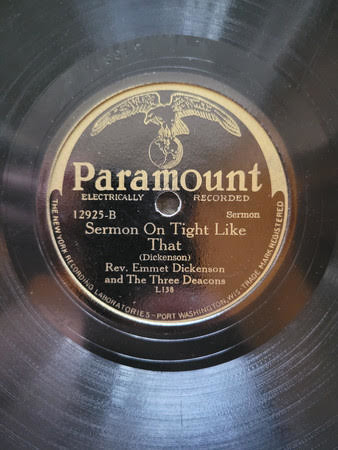 Paramount
ELECTRICALLY RECORDED
12925-B Sermon
Sermon On Tight Like
That
(Dickenson)
Rev. Emmet Dickenson
and The Three Deacons
L138
THE NEW YORK RECORDING LABORATORIES - PORT WASHINGTON, WIS. TRADE MARK REGISTERED